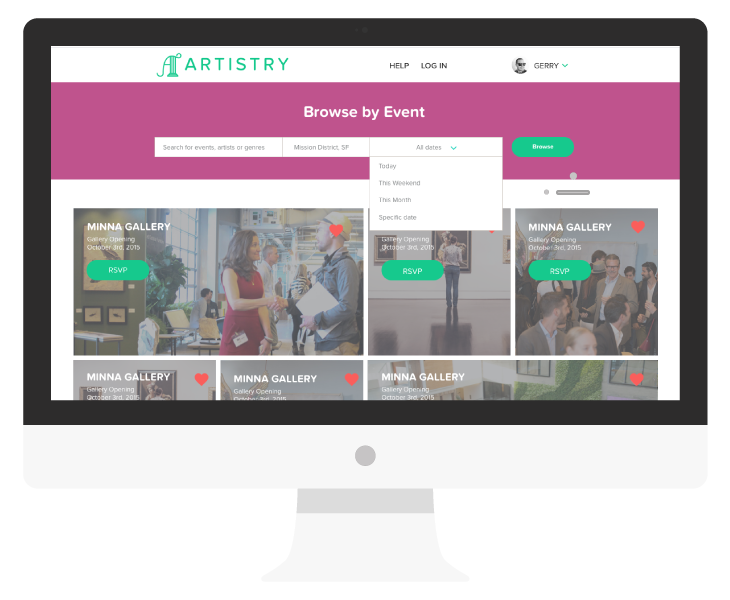 ARTISTRY
HELP LOG IN GERRY
Browse by Event
Search for events, artists or genres Mission District, SF All dates Browse
Today
This Weekend
This Month
Specific date
MINNA GALLERY
Gallery Opening
October 3rd, 2015
RSVP
Gallery Opening
October 3rd, 2015
RSVP
MINNA GALLERY
Gallery Opening
October 3rd, 2015
RSVP
MINNA GALLERY
Gallery Opening
October 3rd, 2015
MINNA GALLERY
Gallery Opening
October 3rd, 2015
MINNA GALLERY
Gallery Opening
October 3rd, 2015